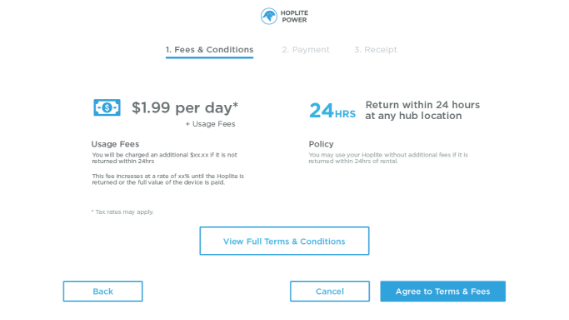 HOPLITE
POWER
1. Fees & Conditions 2. Payment 3. Receipt
$1.99 per day*
+ Usage Fees
24HRS
Return within 24 hours
at any hub location
Usage Fees
You will be charged an additional $xx.xx if it is not
returned within 24hrs
This fee increases at a rate of xx% until the Hoplite is
returned or the full value of the device is paid.
* Tax rates may apply.
Policy
You may use your Hoplite without additional fees if it is
returned within 24hrs of rental.
View Full Terms & Conditions
Back
Cancel
Agree to Terms & Fees